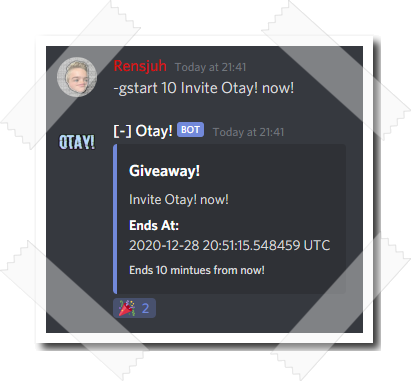 Rensjuh Today at 21:41
-gstart 10 Invite Otay! now!
OTAY!
[-] Otay! BOT Today at 21:41
Giveaway!
Invite Otay! now!
Ends At:
2020-12-28 20:51:15.548459 UTC
Ends 10 mintues from now!
2